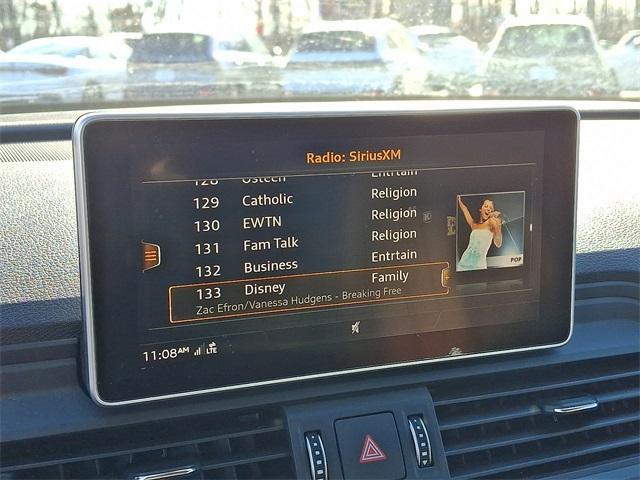 Radio: SiriusXM
128 Osteen Entrtain
129 Catholic Religion
130 EWTN Religion
131 Fam Talk Religion
132 Business Entrtain
133 Disney Family
Zac Efron/Vanessa Hudgens - Breaking Free
POP
11:08AM LTE